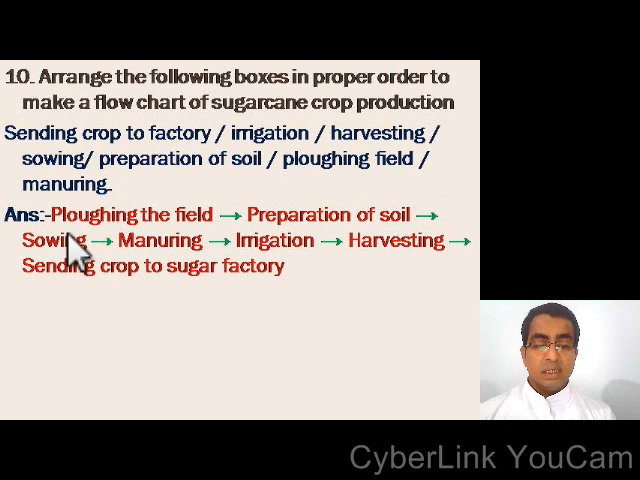 10. Arrange the following boxes in proper order to
make a flow chart of sugarcane crop production
Sending crop to factory / irrigation / harvesting /
sowing/ preparation of soil / ploughing field /
manuring.
Ans:-Ploughing the field → Preparation of soil →
Sowing → Manuring → Irrigation → Harvesting →
Sending crop to sugar factory
CyberLink YouCam